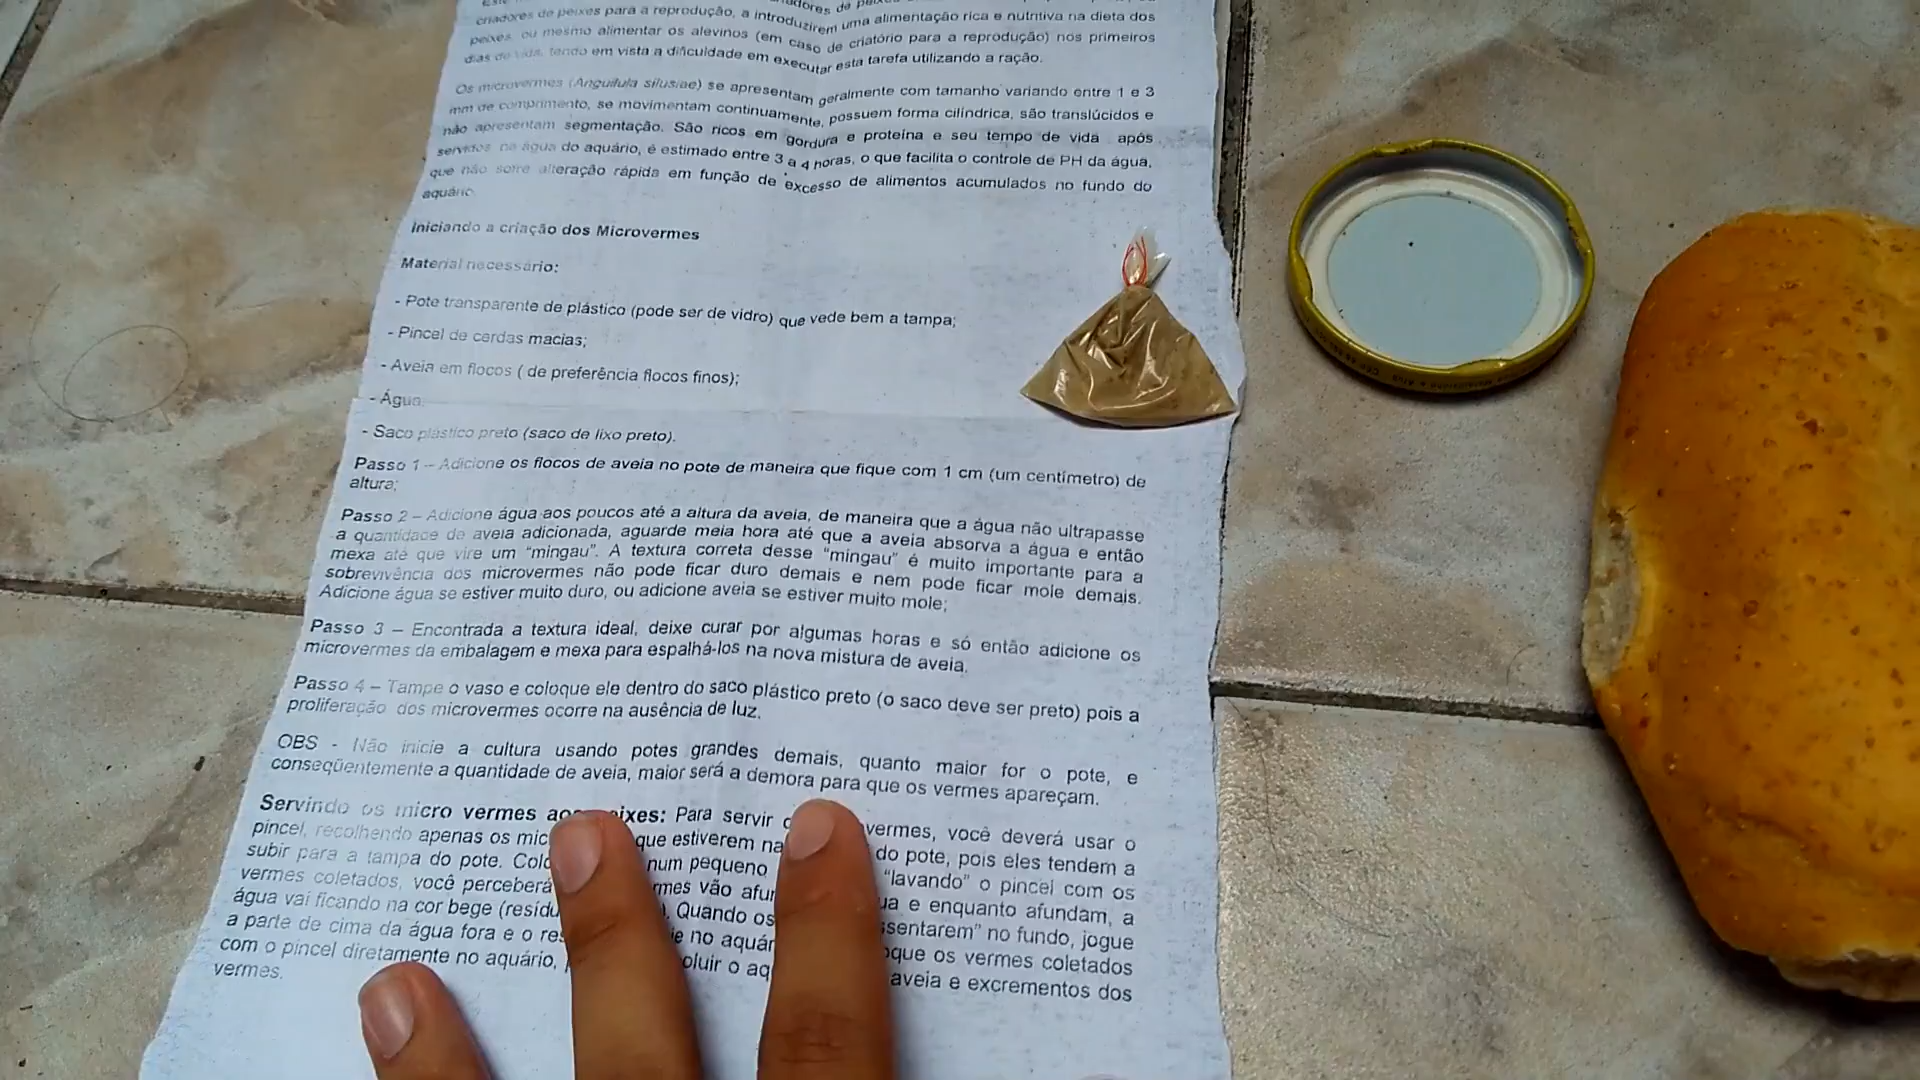 criadores de peixes para a reprodução, a introduzirem uma alimentação rica e nutritiva na dieta dos
peixes, ou mesmo alimentar os alevinos (em caso de criatório para a reprodução) nos primeiros
dias de vida, tendo em vista a dificuldade em executar esta tarefa utilizando a ração.
Os microvermes (Anguilula silusiae) se apresentam geralmente com tamanho variando entre 1 e 3
mm de comprimento, se movimentam continuamente, possuem forma cilíndrica, são translúcidos e
não apresentam segmentação. São ricos em gordura e proteína e seu tempo de vida após
servidos na água do aquário, é estimado entre 3 a 4 horas, o que facilita o controle de PH da água,
que não sofre alteração rápida em função de excesso de alimentos acumulados no fundo do
aquário.
Iniciando a criação dos Microvermes
Material necessário:
- Pote transparente de plástico (pode ser de vidro) que vede bem a tampa;
- Pincel de cerdas macias;
- Aveia em flocos ( de preferência flocos finos);
- Água.
- Saco plástico preto (saco de lixo preto).
Passo 1 – Adicione os flocos de aveia no pote de maneira que fique com 1 cm (um centímetro) de
altura;
Passo 2 – Adicione água aos poucos até a altura da aveia, de maneira que a água não ultrapasse
a quantidade de aveia adicionada, aguarde meia hora até que a aveia absorva a água e então
mexa até que vire um “mingau”. A textura correta desse “mingau” é muito importante para a
sobrevivência dos microvermes não pode ficar duro demais e nem pode ficar mole demais.
Adicione água se estiver muito duro, ou adicione aveia se estiver muito mole;
Passo 3 – Encontrada a textura ideal, deixe curar por algumas horas e só então adicione os
microvermes da embalagem e mexa para espalhá-los na nova mistura de aveia.
Passo 4 – Tampe o vaso e coloque ele dentro do saco plástico preto (o saco deve ser preto) pois a
proliferação dos microvermes ocorre na ausência de luz.
OBS - Não inicie a cultura usando potes grandes demais, quanto maior for o pote, e
conseqüentemente a quantidade de aveia, maior será a demora para que os vermes apareçam.
Servindo os micro vermes aos peixes: Para servir vermes, você deverá usar o
pincel, recolhendo apenas os que estiverem na do pote, pois eles tendem a
subir para a tampa do pote. num pequeno “lavando” o pincel com os
vermes coletados, você perceberá vão e enquanto afundam, a
água vai ficando na cor bege Quando os no fundo, jogue
a parte de cima da água fora e o no os vermes coletados
com o pincel diretamente no aquário, o aveia e excrementos dos
vermes.